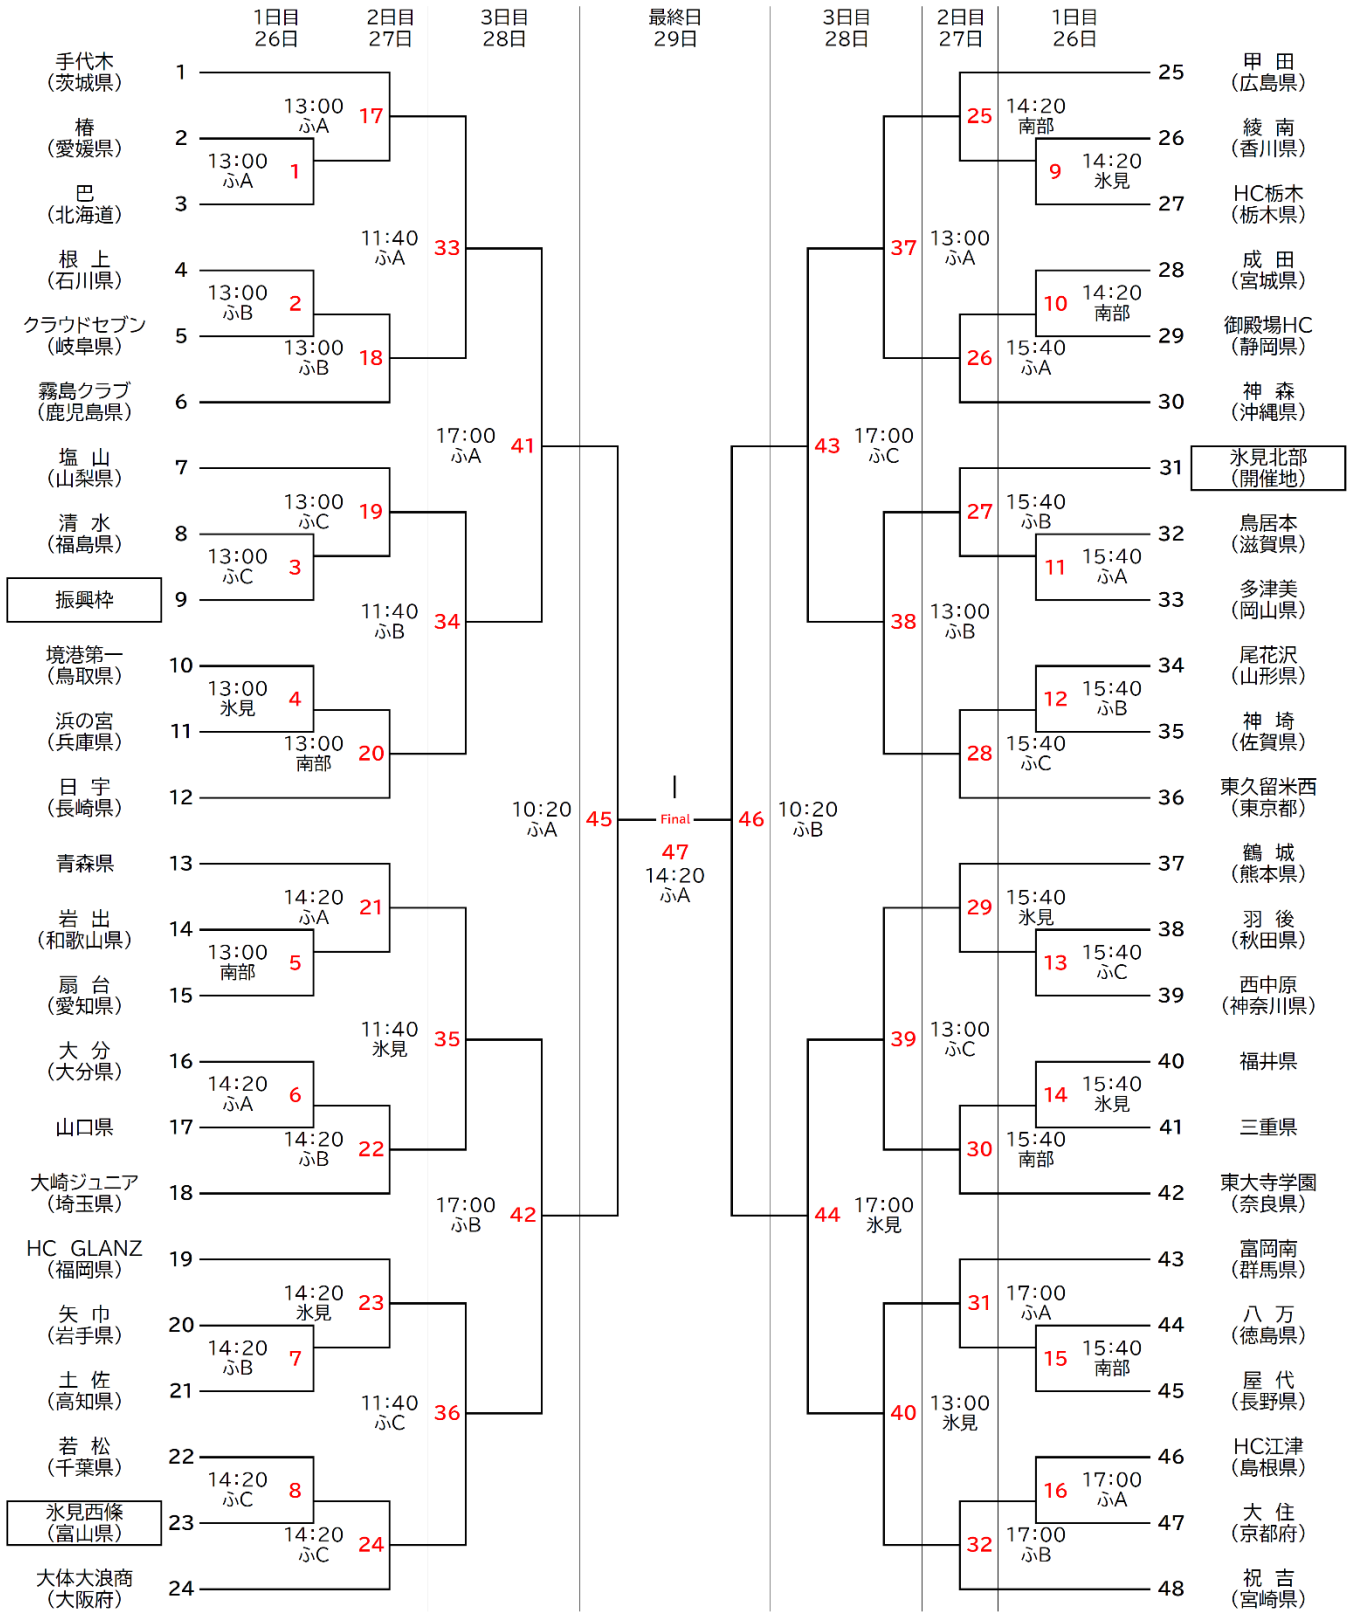 1日目
26日
2日目
27日
3日目
28日
最終日
29日
3日目
28日
2日目
27日
1日目
26日
手代木
（茨城県）
1
13:00
ふA
17
椿
（愛媛県）
2
13:00
ふA
1
巴
（北海道）
3
11:40
ふA
33
根 上
（石川県）
4
13:00
ふB
2
クラウドセブン
（岐阜県）
5
13:00
ふB
18
霧島クラブ
（鹿児島県）
6
17:00
ふA
41
塩 山
（山梨県）
7
13:00
ふC
19
清 水
（福島県）
8
13:00
ふC
3
振興枠
9
11:40
ふB
34
境港第一
（鳥取県）
10
13:00
氷見
4
浜の宮
（兵庫県）
11
13:00
南部
20
日 宇
（長崎県）
12
10:20
ふA
45
青森県
13
14:20
ふA
21
岩 出
（和歌山県）
14
13:00
南部
5
扇 台
（愛知県）
15
11:40
氷見
35
大 分
（大分県）
16
14:20
ふA
6
山口県
17
14:20
ふB
22
大崎ジュニア
（埼玉県）
18
17:00
ふB
42
HC GLANZ
（福岡県）
19
14:20
氷見
23
矢 巾
（岩手県）
20
14:20
ふB
7
土 佐
（高知県）
21
11:40
ふC
36
若 松
（千葉県）
22
14:20
ふC
8
氷見西條
（富山県）
23
14:20
ふC
24
大体大浪商
（大阪府）
24
Final
47
14:20
ふA
25
甲 田
（広島県）
25
14:20
南部
26
綾 南
（香川県）
9
14:20
氷見
27
HC栃木
（栃木県）
37
13:00
ふA
28
成 田
（宮城県）
10
14:20
南部
29
御殿場HC
（静岡県）
26
15:40
ふA
30
神 森
（沖縄県）
43
17:00
ふC
31
氷見北部
（開催地）
27
15:40
ふB
32
鳥居本
（滋賀県）
11
15:40
ふA
33
多津美
（岡山県）
38
13:00
ふB
34
尾花沢
（山形県）
12
15:40
ふB
35
神 埼
（佐賀県）
28
15:40
ふC
36
東久留米西
（東京都）
46
10:20
ふB
37
鶴 城
（熊本県）
29
15:40
氷見
38
羽 後
（秋田県）
13
15:40
ふC
39
西中原
（神奈川県）
39
13:00
ふC
40
福井県
14
15:40
氷見
41
三重県
30
15:40
南部
42
東大寺学園
（奈良県）
44
17:00
氷見
43
富岡南
（群馬県）
31
17:00
ふA
44
八 万
（徳島県）
15
15:40
南部
45
屋 代
（長野県）
40
13:00
氷見
46
HC江津
（島根県）
16
17:00
ふA
47
大 住
（京都府）
32
17:00
ふB
48
祝 吉
（宮崎県）